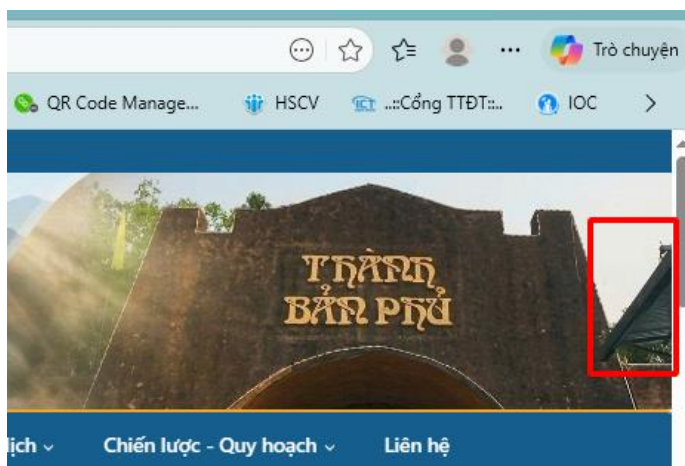 Trò chuyện
QR Code Manage...
HSCV
ICT ..::Cổng TTĐT::..
IOC
THÀNH
BẢN PHỦ
lịch
Chiến lược - Quy hoạch
Liên hệ